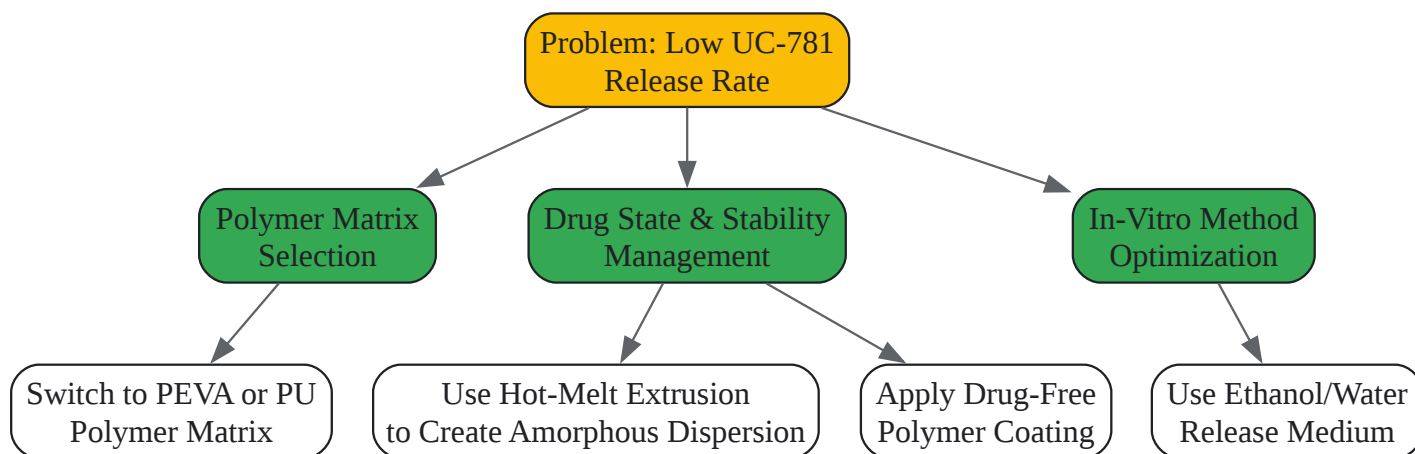 Problem: Low UC-781
Release Rate
Polymer Matrix
Selection
Drug State & Stability
Management
In-Vitro Method
Optimization
Switch to PEVA or PU
Polymer Matrix
Use Hot-Melt Extrusion
to Create Amorphous Dispersion
Apply Drug-Free
Polymer Coating
Use Ethanol/Water
Release Medium